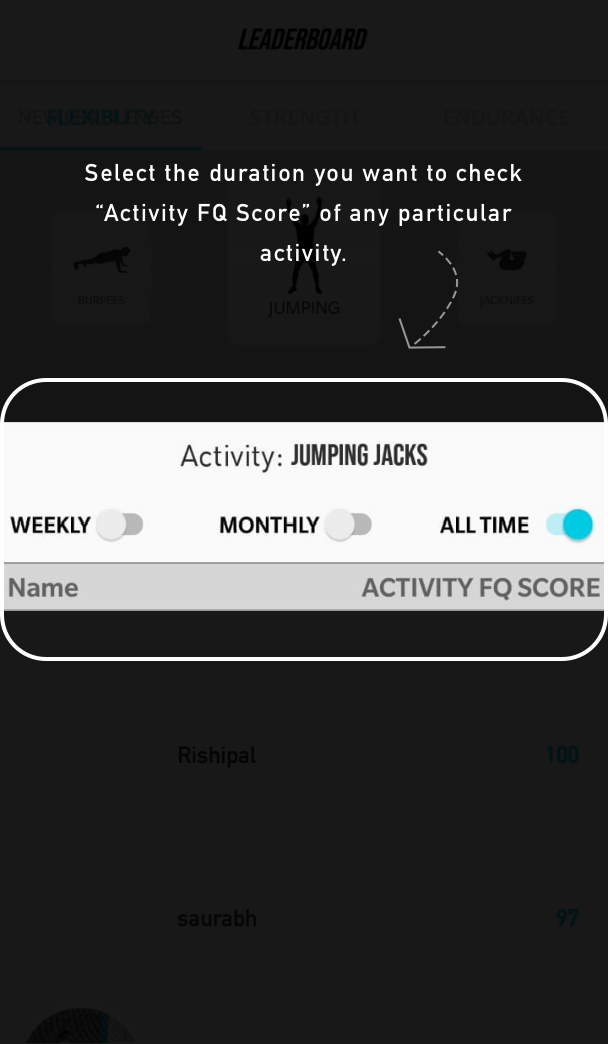 LEADERBOARD
FLEXIBLITY STRENGTH ENDURANCE
Select the duration you want to check
“Activity FQ Score” of any particular
activity.
BURPEES JUMPING JACKNIFES
Activity: JUMPING JACKS
WEEKLY MONTHLY ALL TIME
Name ACTIVITY FQ SCORE
Rishipal 100
saurabh 97